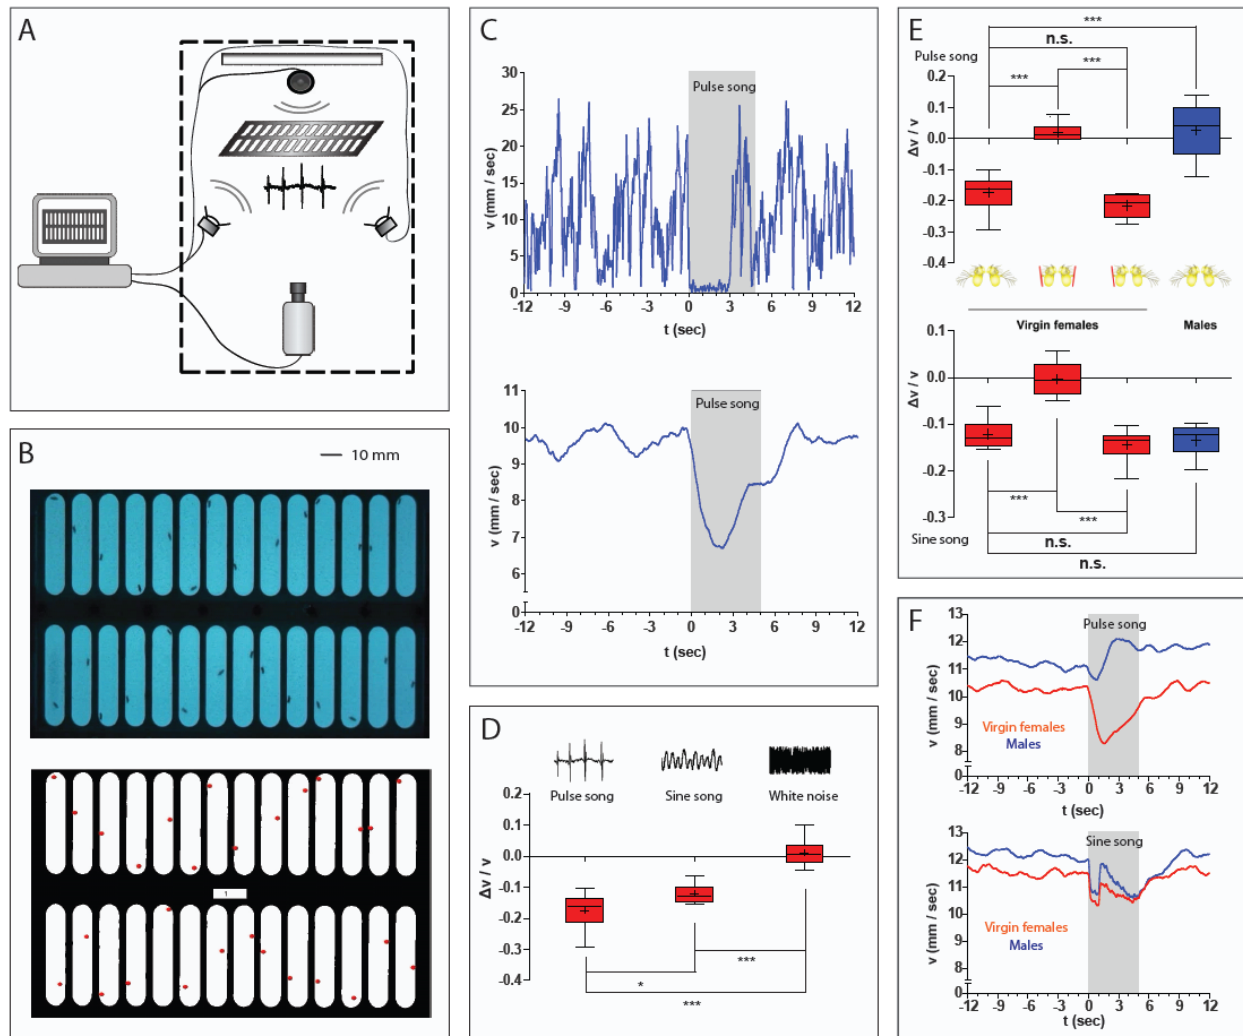 A
B
10 mm
1
C
30
25
20
15
10
5
0
v (mm / sec)
Pulse song
-12 -9 -6 -3 0 3 6 9 12
t (sec)
11
10
9
8
7
6
0
v (mm / sec)
Pulse song
-12 -9 -6 -3 0 3 6 9 12
t (sec)
D
Pulse song Sine song White noise
0.2
0.1
0.0
-0.1
-0.2
-0.3
-0.4
Δv / v
***
*
***
E
***
n.s.
Pulse song
*** ***
0.2
0.1
0.0
-0.1
-0.2
-0.3
-0.4
Δv / v
Virgin females Males
0.1
0.0
-0.1
-0.2
-0.3
Δv / v
***
***
Sine song
n.s.
n.s.
F
13
12
11
10
9
8
0
v (mm / sec)
Pulse song
Virgin females
Males
-12 -9 -6 -3 0 3 6 9 12
t (sec)
13
12
11
10
9
8
0
v (mm / sec)
Sine song
Virgin females
Males
-12 -9 -6 -3 0 3 6 9 12
t (sec)